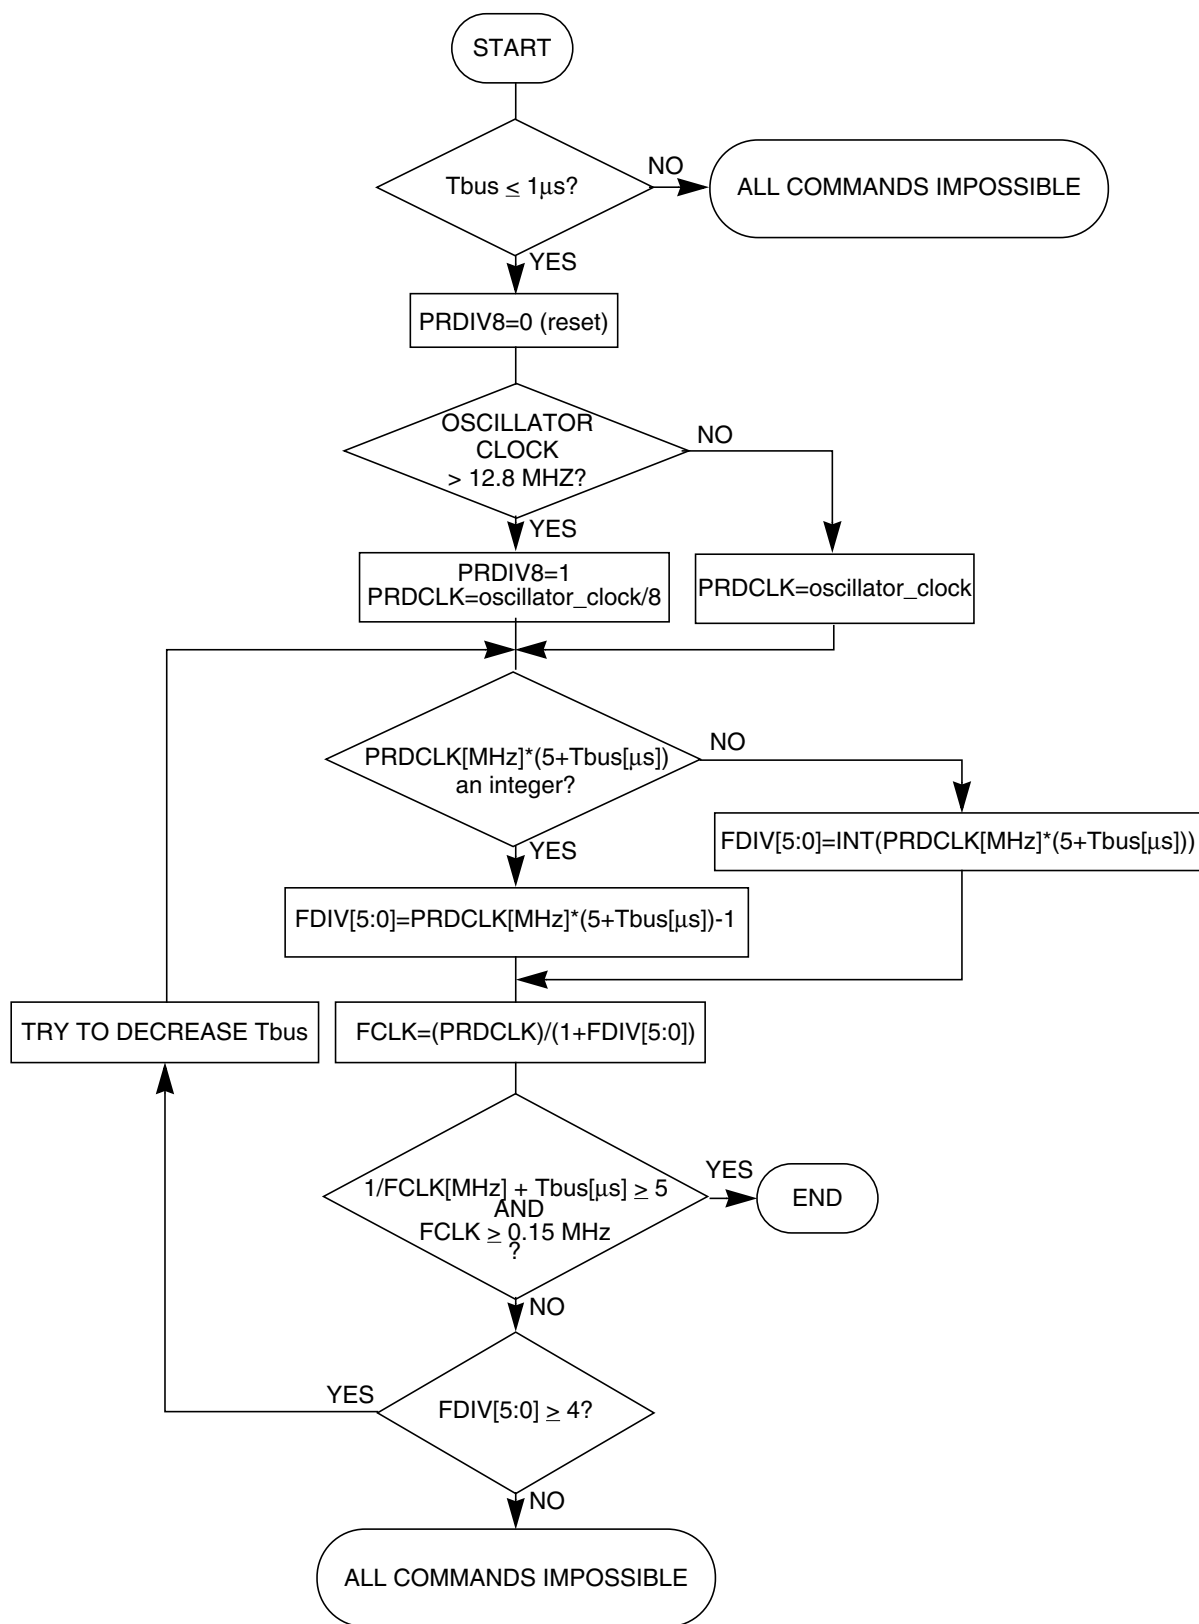 START
Tbus ≤ 1μs?
NO
ALL COMMANDS IMPOSSIBLE
YES
PRDIV8=0 (reset)
OSCILLATOR
CLOCK
> 12.8 MHZ?
NO
YES
PRDIV8=1
PRDCLK=oscillator_clock/8
PRDCLK=oscillator_clock
PRDCLK[MHz]*(5+Tbus[μs])
an integer?
NO
YES
FDIV[5:0]=INT(PRDCLK[MHz]*(5+Tbus[μs]))
FDIV[5:0]=PRDCLK[MHz]*(5+Tbus[μs])-1
TRY TO DECREASE Tbus
FCLK=(PRDCLK)/(1+FDIV[5:0])
1/FCLK[MHz] + Tbus[μs] ≥ 5
AND
FCLK ≥ 0.15 MHz
?
YES
END
NO
YES
FDIV[5:0] ≥ 4?
NO
ALL COMMANDS IMPOSSIBLE